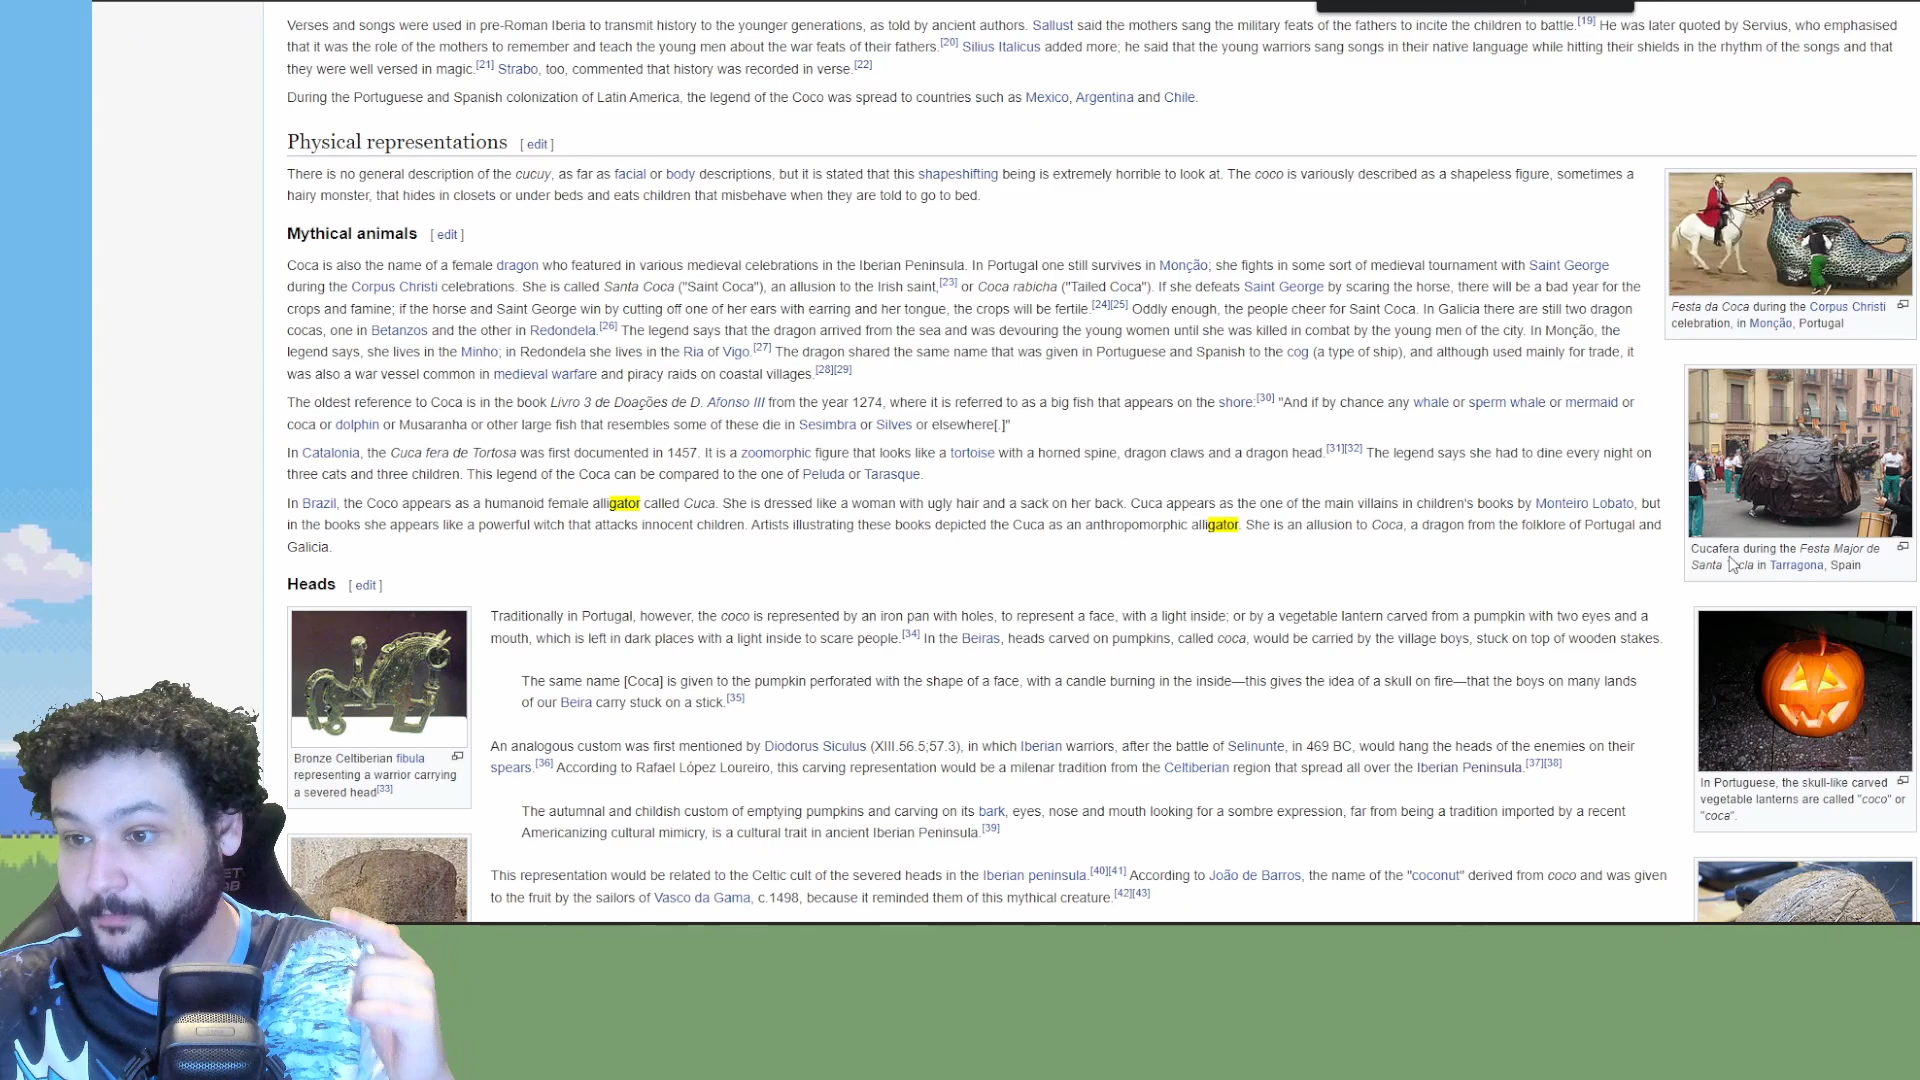 Verses and songs were used in pre-Roman Iberia to transmit history to the younger generations, as told by ancient authors. Sallust said the mothers sang the military feats of the fathers to incite the children to battle.[19] He was later quoted by Servius, who emphasised
that it was the role of the mothers to remember and teach the young men about the war feats of their fathers.[20] Silius Italicus added more; he said that the young warriors sang songs in their native language while hitting their shields in the rhythm of the songs and that
they were well versed in magic.[21] Strabo, too, commented that history was recorded in verse.[22]
During the Portuguese and Spanish colonization of Latin America, the legend of the Coco was spread to countries such as Mexico, Argentina and Chile.
Physical representations [ edit ]
There is no general description of the cucuy, as far as facial or body descriptions, but it is stated that this shapeshifting being is extremely horrible to look at. The coco is variously described as a shapeless figure, sometimes a
hairy monster, that hides in closets or under beds and eats children that misbehave when they are told to go to bed.
Mythical animals [ edit ]
Coca is also the name of a female dragon who featured in various medieval celebrations in the Iberian Peninsula. In Portugal one still survives in Monção; she fights in some sort of medieval tournament with Saint George
during the Corpus Christi celebrations. She is called Santa Coca ("Saint Coca"), an allusion to the Irish saint,[23] or Coca rabicha ("Tailed Coca"). If she defeats Saint George by scaring the horse, there will be a bad year for the
crops and famine; if the horse and Saint George win by cutting off one of her ears with earring and her tongue, the crops will be fertile.[24][25] Oddly enough, the people cheer for Saint Coca. In Galicia there are still two dragon
cocas, one in Betanzos and the other in Redondela.[26] The legend says that the dragon arrived from the sea and was devouring the young women until she was killed in combat by the young men of the city. In Monção, the
legend says, she lives in the Minho; in Redondela she lives in the Ria of Vigo.[27] The dragon shared the same name that was given in Portuguese and Spanish to the cog (a type of ship), and although used mainly for trade, it
was also a war vessel common in medieval warfare and piracy raids on coastal villages.[28][29]
The oldest reference to Coca is in the book Livro 3 de Doações de D. Afonso III from the year 1274, where it is referred to as a big fish that appears on the shore:[30] "And if by chance any whale or sperm whale or mermaid or
coca or dolphin or Musaranha or other large fish that resembles some of these die in Sesimbra or Silves or elsewhere[.]"
In Catalonia, the Cuca fera de Tortosa was first documented in 1457. It is a zoomorphic figure that looks like a tortoise with a horned spine, dragon claws and a dragon head.[31][32] The legend says she had to dine every night on
three cats and three children. This legend of the Coca can be compared to the one of Peluda or Tarasque.
In Brazil, the Coco appears as a humanoid female alligator called Cuca. She is dressed like a woman with ugly hair and a sack on her back. Cuca appears as the one of the main villains in children's books by Monteiro Lobato, but
in the books she appears like a powerful witch that attacks innocent children. Artists illustrating these books depicted the Cuca as an anthropomorphic alligator. She is an allusion to Coca, a dragon from the folklore of Portugal and
Galicia.
Festa da Coca during the Corpus Christi
celebration, in Monção, Portugal
Cucafera during the Festa Major de
Santa cla in Tarragona, Spain
Heads [ edit ]
Bronze Celtiberian fibula
representing a warrior carrying
a severed head[33]
Traditionally in Portugal, however, the coco is represented by an iron pan with holes, to represent a face, with a light inside; or by a vegetable lantern carved from a pumpkin with two eyes and a
mouth, which is left in dark places with a light inside to scare people.[34] In the Beiras, heads carved on pumpkins, called coca, would be carried by the village boys, stuck on top of wooden stakes.
The same name [Coca] is given to the pumpkin perforated with the shape of a face, with a candle burning in the inside—this gives the idea of a skull on fire—that the boys on many lands
of our Beira carry stuck on a stick.[35]
An analogous custom was first mentioned by Diodorus Siculus (XIII.56.5;57.3), in which Iberian warriors, after the battle of Selinunte, in 469 BC, would hang the heads of the enemies on their
spears.[36] According to Rafael López Loureiro, this carving representation would be a milenar tradition from the Celtiberian region that spread all over the Iberian Peninsula.[37][38]
The autumnal and childish custom of emptying pumpkins and carving on its bark, eyes, nose and mouth looking for a sombre expression, far from being a tradition imported by a recent
Americanizing cultural mimicry, is a cultural trait in ancient Iberian Peninsula.[39]
This representation would be related to the Celtic cult of the severed heads in the Iberian peninsula.[40][41] According to João de Barros, the name of the "coconut" derived from coco and was given
to the fruit by the sailors of Vasco da Gama, c.1498, because it reminded them of this mythical creature.[42][43]
In Portuguese, the skull-like carved
vegetable lanterns are called "coco" or
"coca".